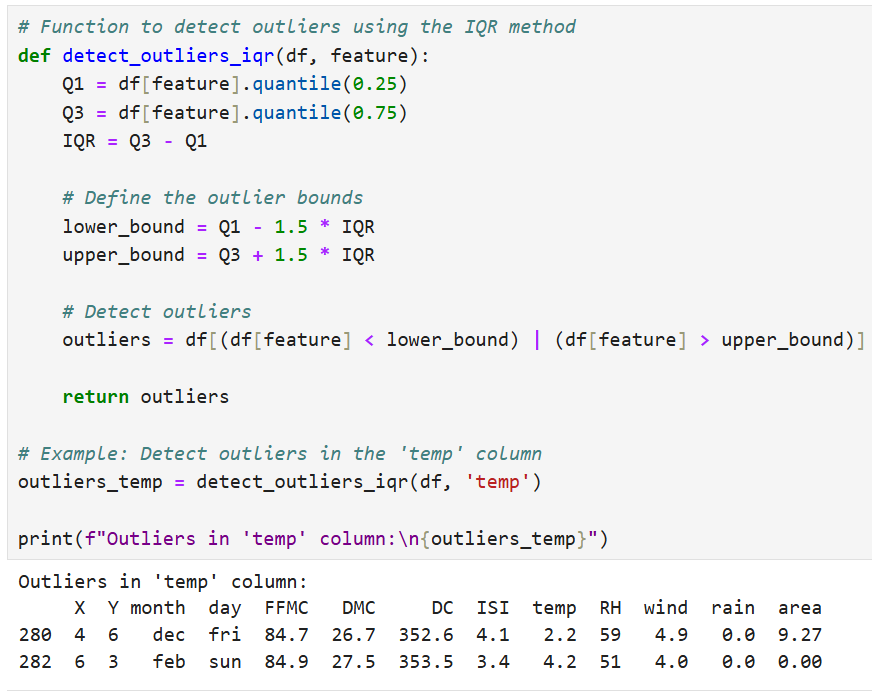 # Function to detect outliers using the IQR method
def detect_outliers_iqr(df, feature):
    Q1 = df[feature].quantile(0.25)
    Q3 = df[feature].quantile(0.75)
    IQR = Q3 - Q1

    # Define the outlier bounds
    lower_bound = Q1 - 1.5 * IQR
    upper_bound = Q3 + 1.5 * IQR

    # Detect outliers
    outliers = df[(df[feature] < lower_bound) | (df[feature] > upper_bound)]

    return outliers

# Example: Detect outliers in the 'temp' column
outliers_temp = detect_outliers_iqr(df, 'temp')

print(f"Outliers in 'temp' column:\n{outliers_temp}")
Outliers in 'temp' column:
     X  Y month  day  FFMC   DMC     DC  ISI  temp  RH  wind  rain  area
280  4  6   dec  fri  84.7  26.7  352.6  4.1   2.2  59   4.9   0.0  9.27
282  6  3   feb  sun  84.9  27.5  353.5  3.4   4.2  51   4.0   0.0  0.00